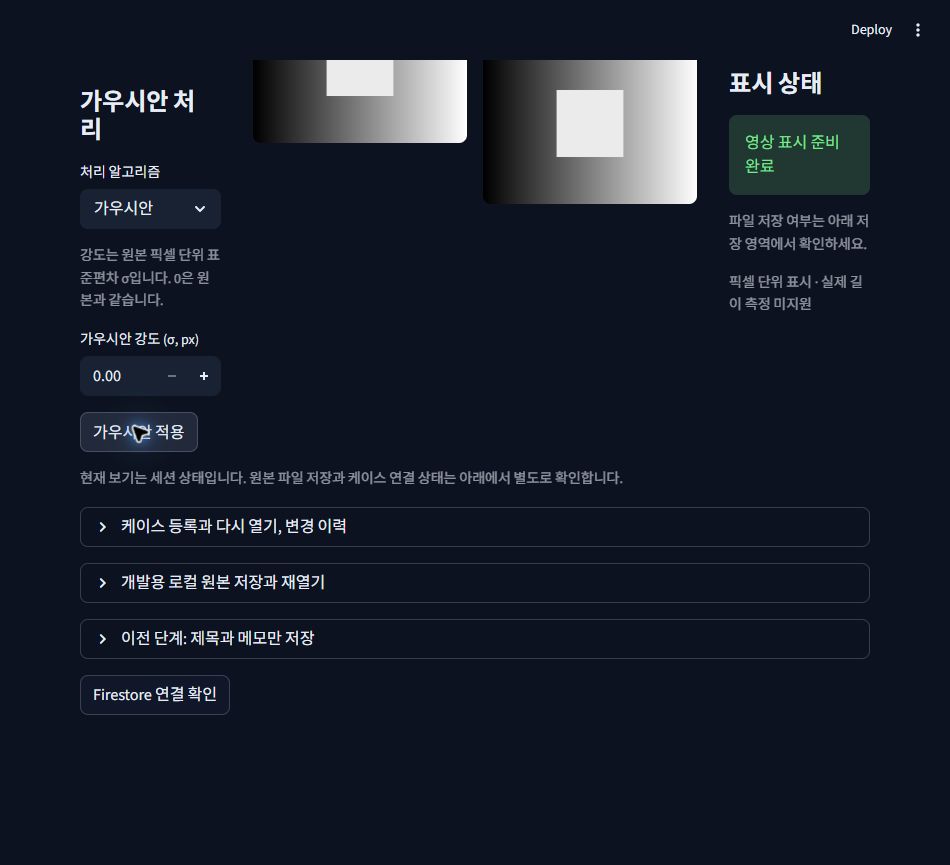 Deploy
가우시안 처
리
처리 알고리즘
가우시안
강도는 원본 픽셀 단위 표
준편차 σ입니다. 0은 원
본과 같습니다.
가우시안 강도 (σ, px)
0.00
가우시안 적용
표시 상태
영상 표시 준비
완료
파일 저장 여부는 아래 저
장 영역에서 확인하세요.
픽셀 단위 표시 · 실제 길
이 측정 미지원
현재 보기는 세션 상태입니다. 원본 파일 저장과 케이스 연결 상태는 아래에서 별도로 확인합니다.
케이스 등록과 다시 열기, 변경 이력
개발용 로컬 원본 저장과 재열기
이전 단계: 제목과 메모만 저장
Firestore 연결 확인